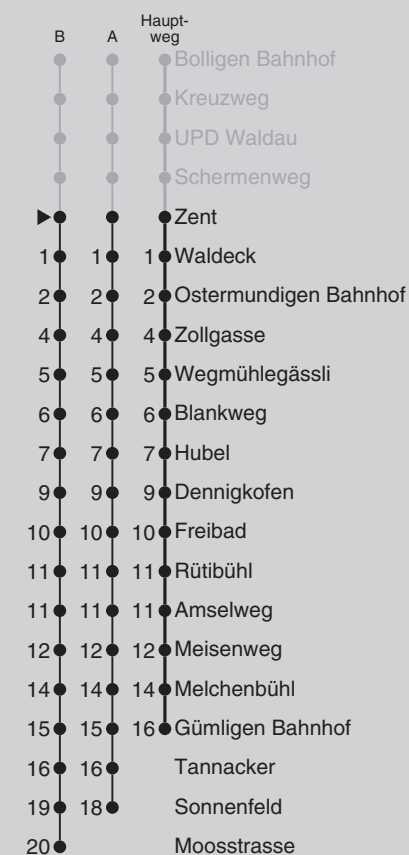 Haupt-
B A weg
Bolligen Bahnhof
Kreuzweg
UPD Waldau
Schermenweg
Zent
1 1 1 Waldeck
2 2 2 Ostermundigen Bahnhof
4 4 4 Zollgasse
5 5 5 Wegmühlegässli
6 6 6 Blankweg
7 7 7 Hubel
9 9 9 Dennigkofen
10 10 10 Freibad
11 11 11 Rütibühl
11 11 11 Amselweg
12 12 12 Meisenweg
14 14 14 Melchenbühl
15 15 16 Gümligen Bahnhof
16 16 Tannacker
19 18 Sonnenfeld
20 Moosstrasse